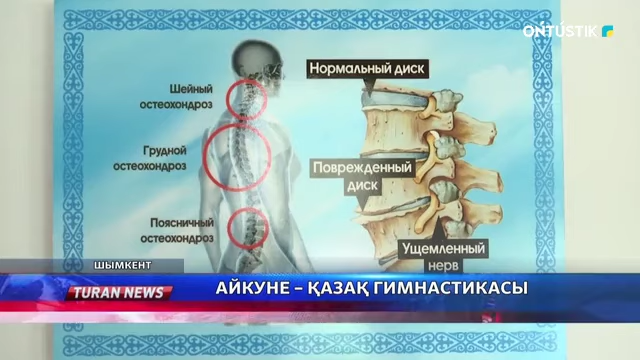 ONTÚSTIK
Шейный
остеохондроз
Грудной
остеохондроз
Поясничный
остеохондроз
Нормальный диск
Поврежденный
диск
Ущемленный
нерв
ШЫМКЕНТ
TURAN NEWS
АЙКУНЕ – ҚАЗАҚ ГИМНАСТИКАСЫ